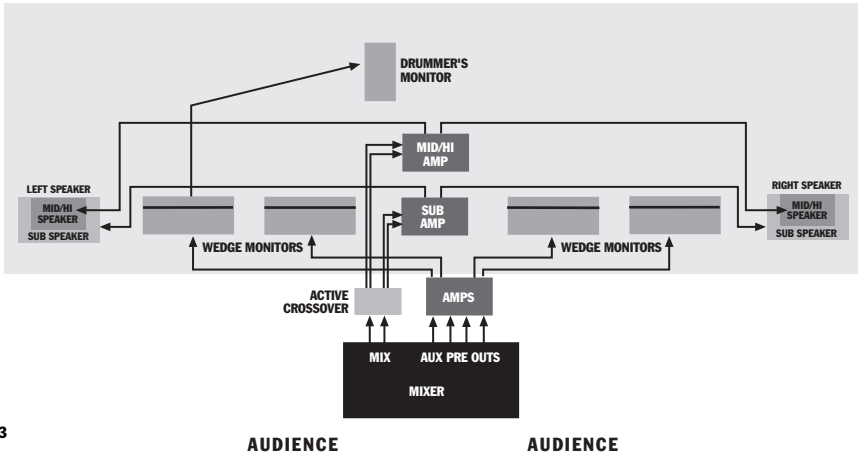 DRUMMER'S
MONITOR
MID/HI
AMP
LEFT SPEAKER
MID/HI
SPEAKER
SUB SPEAKER
SUB
AMP
RIGHT SPEAKER
MID/HI
SPEAKER
SUB SPEAKER
WEDGE MONITORS
WEDGE MONITORS
ACTIVE
CROSSOVER
AMPS
MIX
AUX PRE OUTS
MIXER
3
AUDIENCE
AUDIENCE